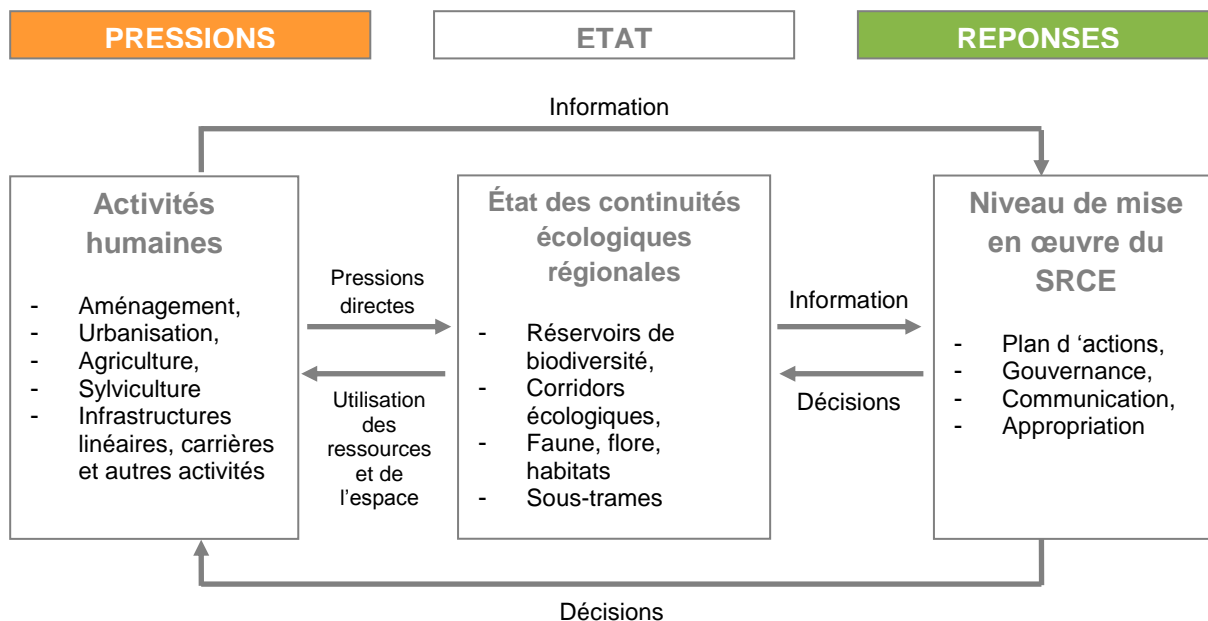 PRESSIONS
ETAT
REPONSES
Information
Activités
humaines
- Aménagement,
- Urbanisation,
- Agriculture,
- Sylviculture
- Infrastructures
linéaires, carrières
et autres activités
Pressions
directes
Utilisation
des
ressources
et de
l’espace
État des continuités
écologiques
régionales
- Réservoirs de
biodiversité,
- Corridors
écologiques,
- Faune, flore,
habitats
- Sous-trames
Information
Décisions
Niveau de mise
en œuvre du
SRCE
- Plan d ‘actions,
- Gouvernance,
- Communication,
- Appropriation
Décisions